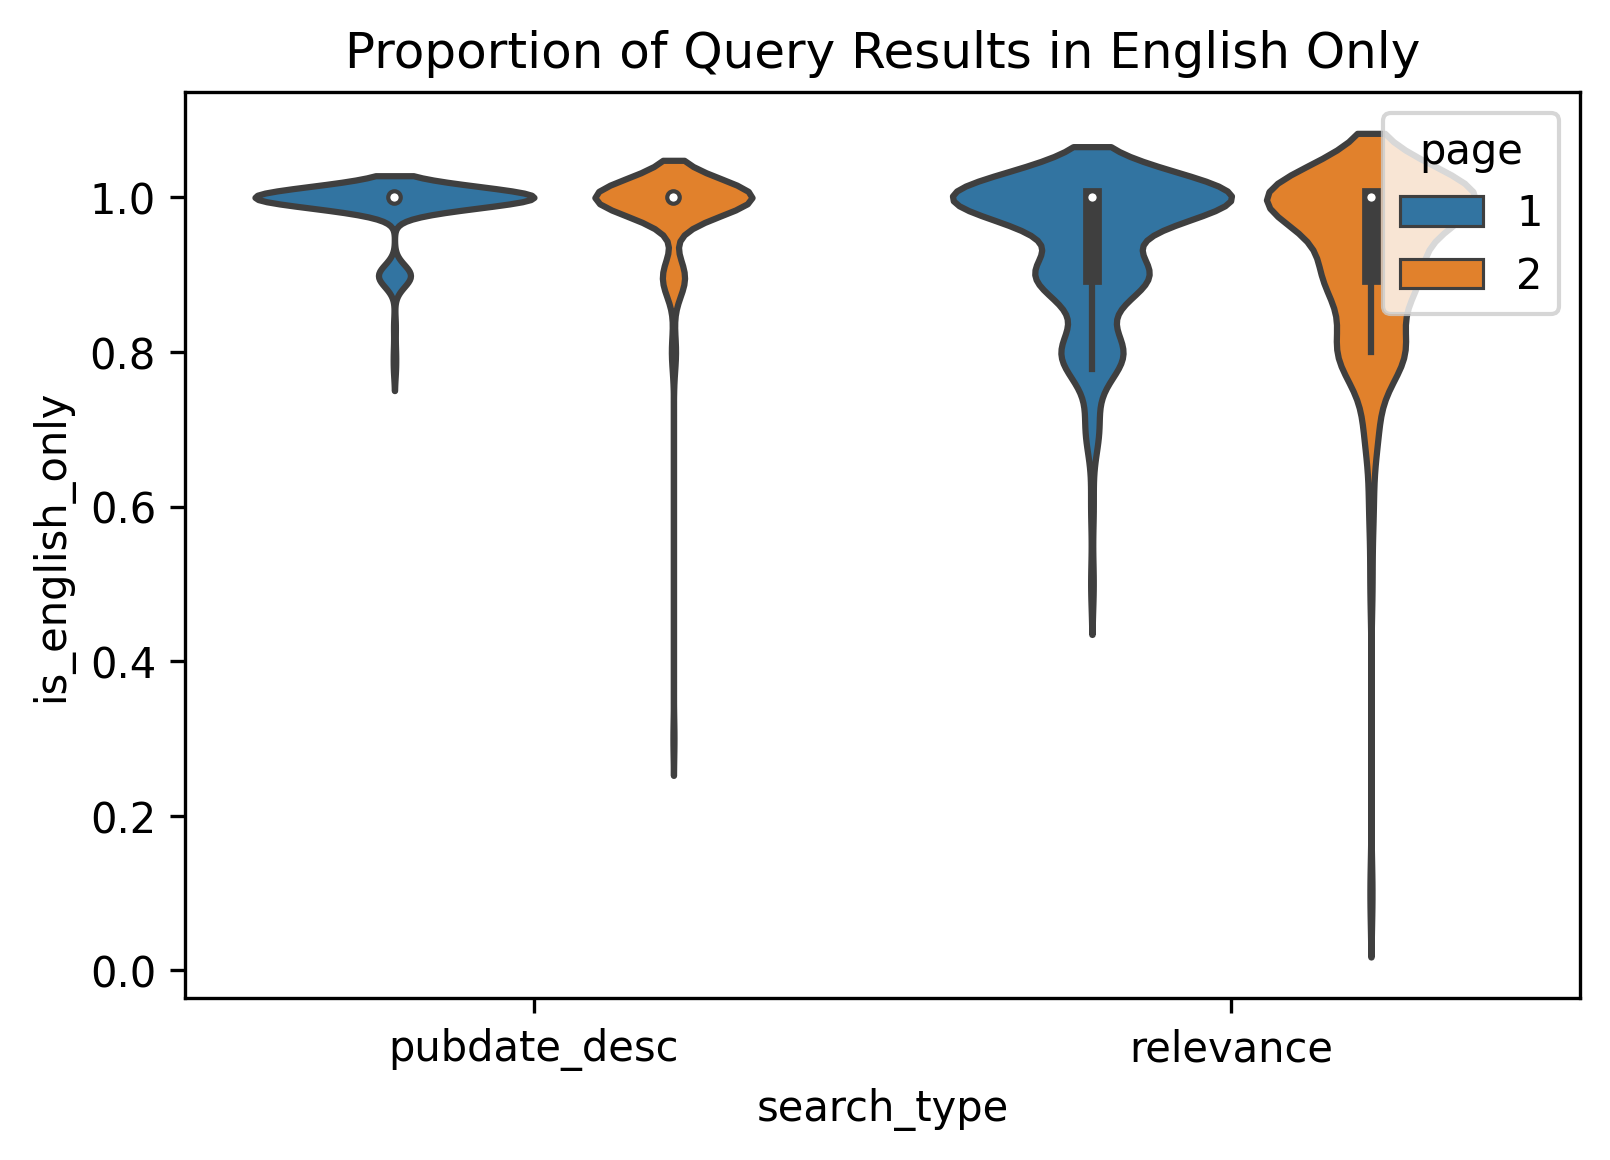 Proportion of Query Results in English Only
page
1
2
1.0
0.8
0.6
0.4
0.2
0.0
is_english_only
pubdate_desc
relevance
search_type